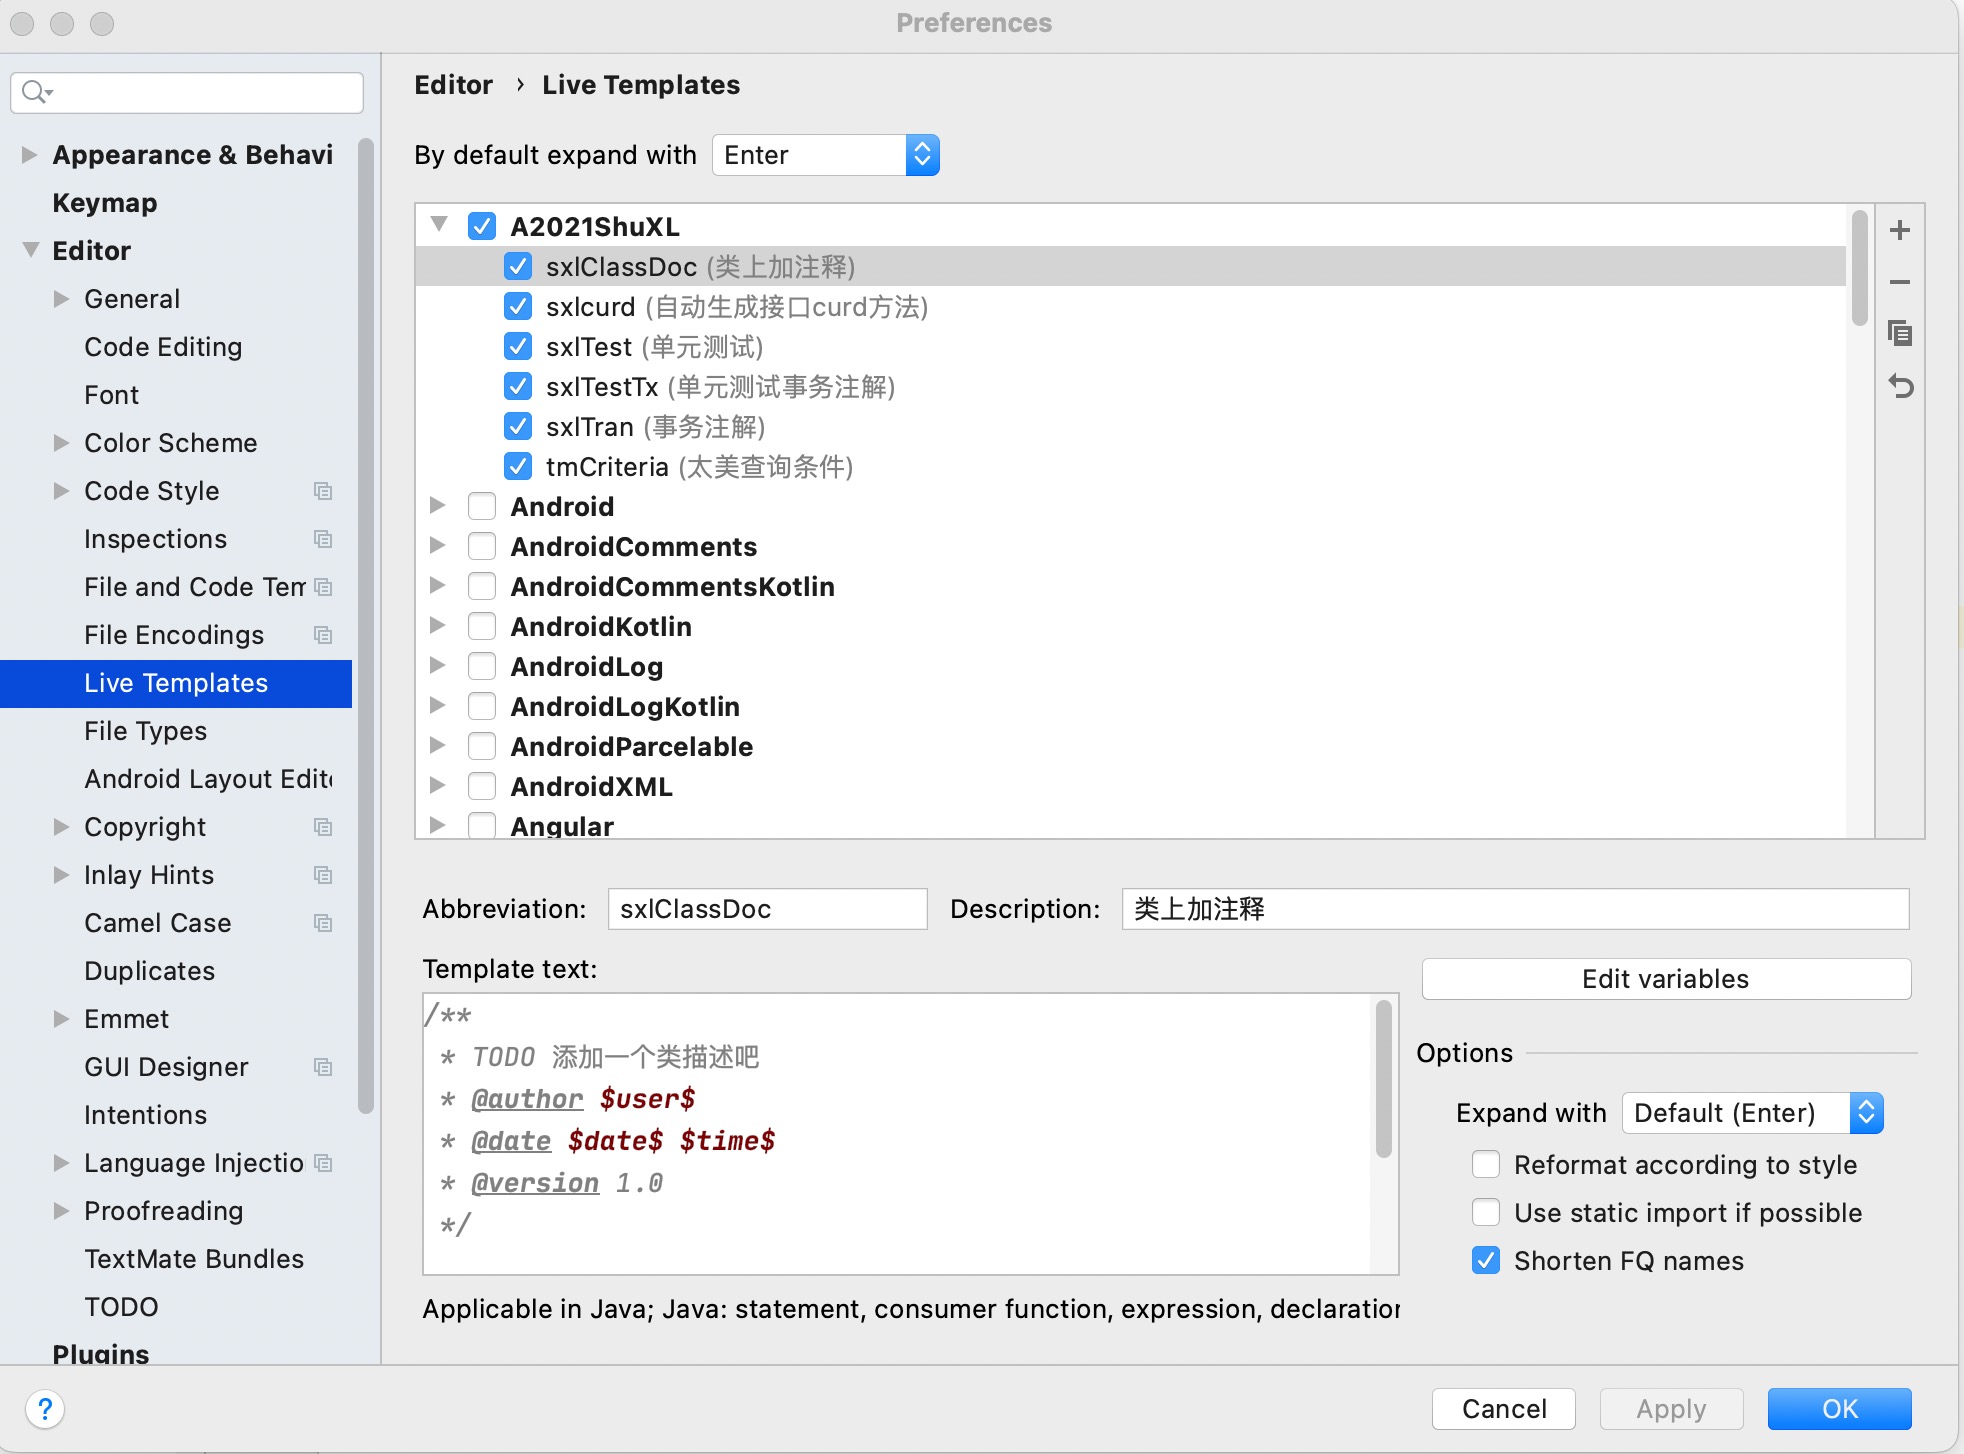 Preferences
Appearance & Behavi
Keymap
Editor
General
Code Editing
Font
Color Scheme
Code Style
Inspections
File and Code Tem
File Encodings
Live Templates
File Types
Android Layout Edit
Copyright
Inlay Hints
Camel Case
Duplicates
Emmet
GUI Designer
Intentions
Language Injectio
Proofreading
TextMate Bundles
TODO
Plugins
Editor › Live Templates
By default expand with Enter
A2021ShuXL
sxlClassDoc (类上加注释)
sxlcurd (自动生成接口curd方法)
sxlTest (单元测试)
sxlTestTx (单元测试事务注解)
sxlTran (事务注解)
tmCriteria (太美查询条件)
Android
AndroidComments
AndroidCommentsKotlin
AndroidKotlin
AndroidLog
AndroidLogKotlin
AndroidParcelable
AndroidXML
Angular
Abbreviation: sxlClassDoc Description: 类上加注释
Template text:
/**
* TODO 添加一个类描述吧
* @author $user$
* @date $date$ $time$
* @version 1.0
*/
Edit variables
Options
Expand with Default (Enter)
Reformat according to style
Use static import if possible
Shorten FQ names
Applicable in Java; Java: statement, consumer function, expression, declaration
? Cancel Apply OK